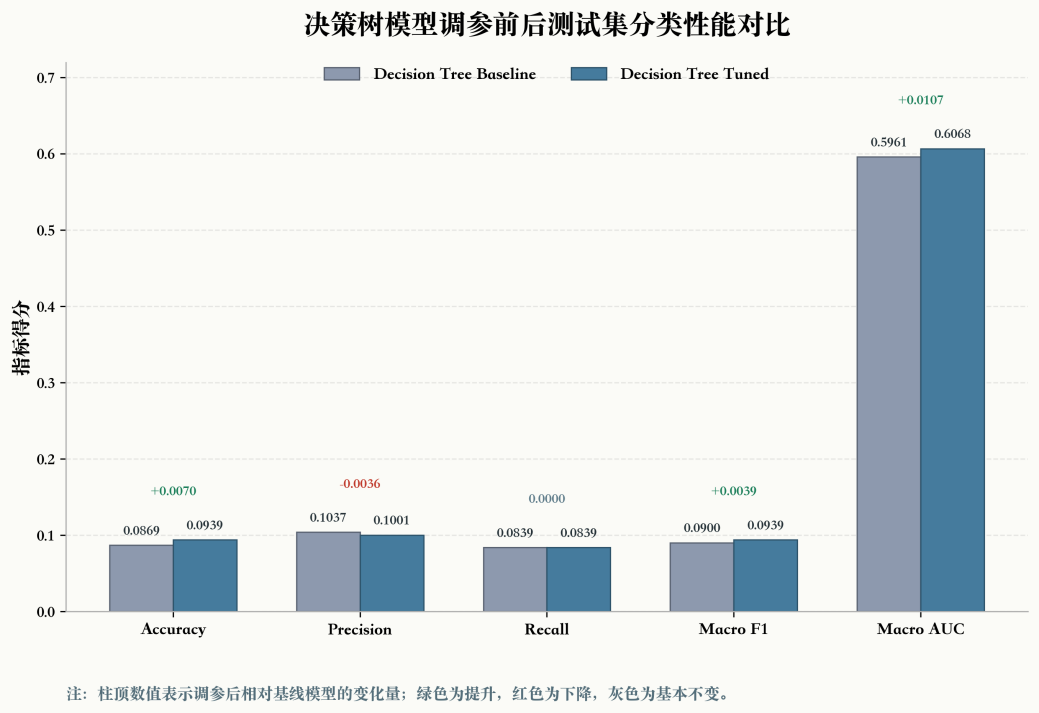 决策树模型调参前后测试集分类性能对比
Decision Tree Baseline
Decision Tree Tuned
指标得分
0.7
0.6
0.5
0.4
0.3
0.2
0.1
0.0
+0.0070
0.0869
0.0939
-0.0036
0.1037
0.1001
0.0000
0.0839
0.0839
+0.0039
0.0900
0.0939
+0.0107
0.5961
0.6068
Accuracy
Precision
Recall
Macro F1
Macro AUC
注：柱顶数值表示调参后相对基线模型的变化量；绿色为提升，红色为下降，灰色为基本不变。